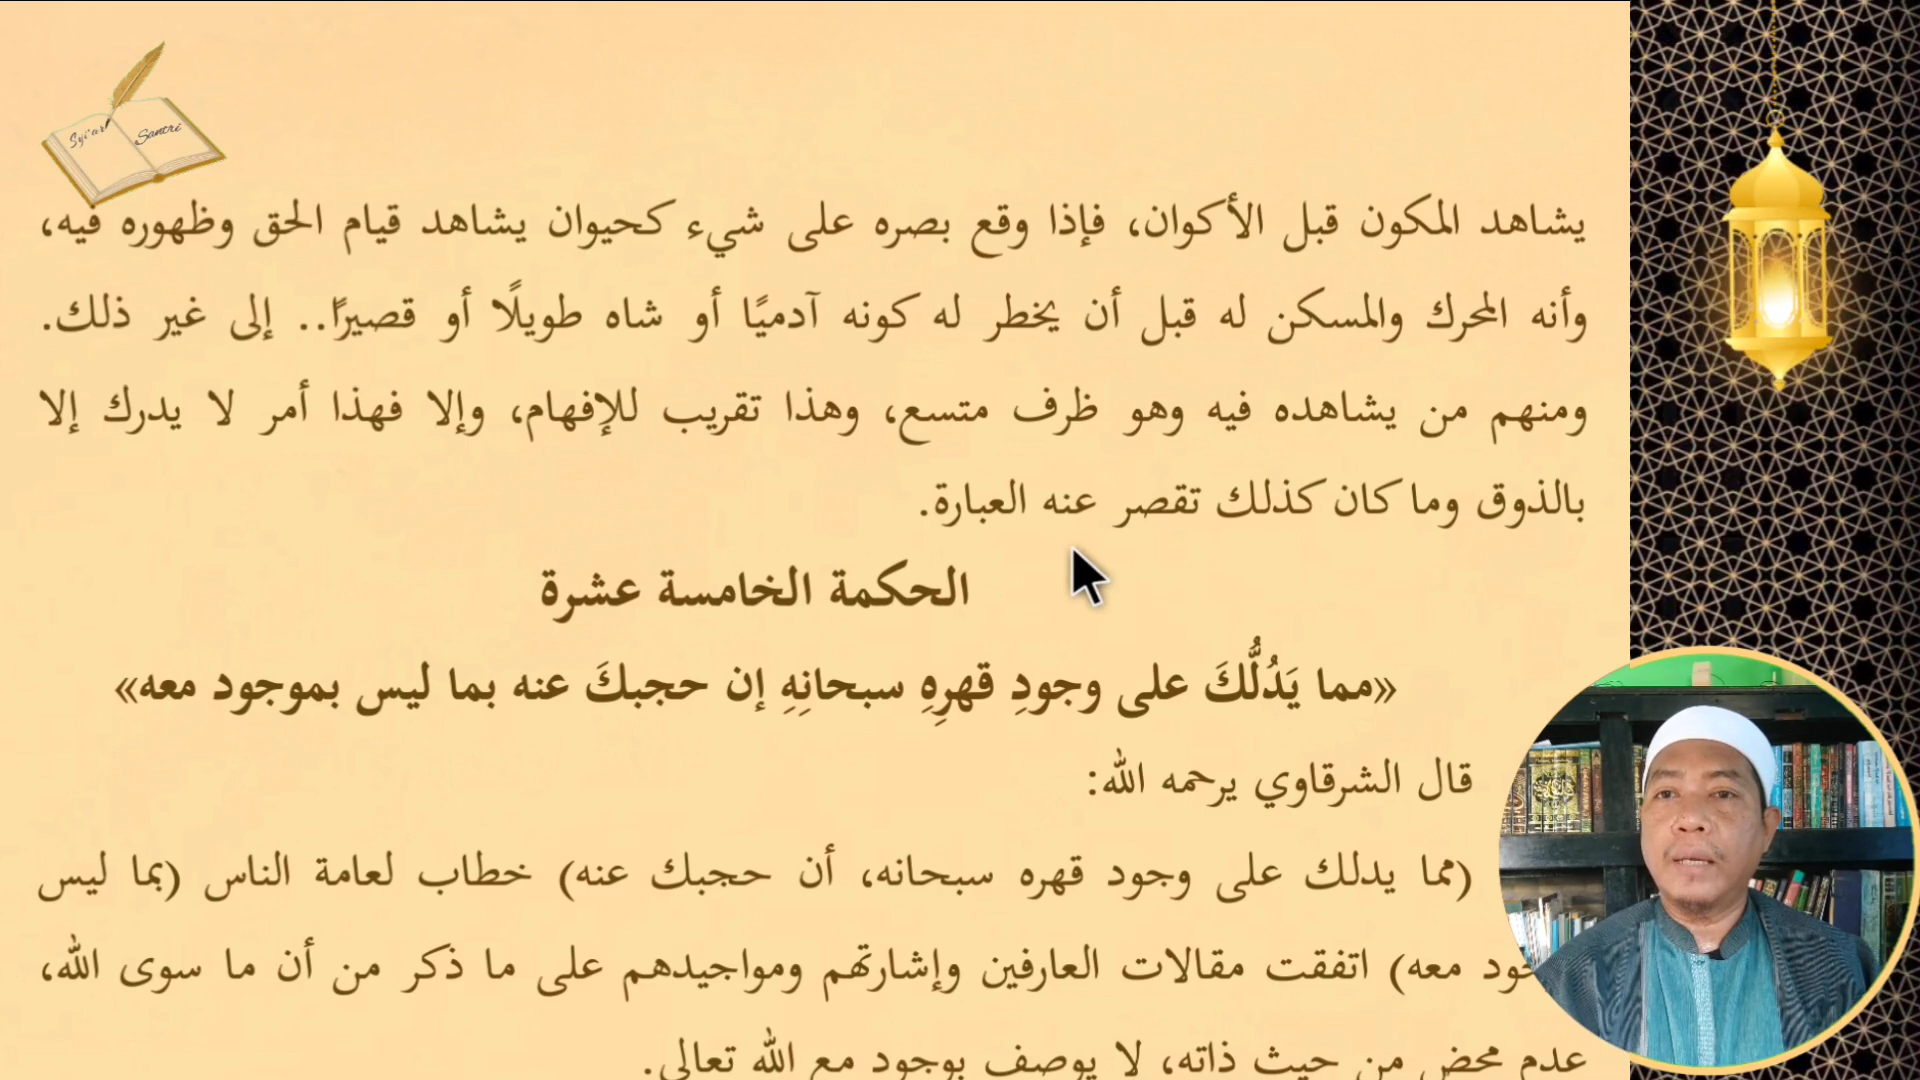 Syi'ar Santri
يشاهد المكون قبل الأكوان، فإذا وقع بصره على شيء كحيوان يشاهد قيام الحق وظهوره فيه،
وأنه المحرك والمسكن له قبل أن يخطر له كونه آدميًا أو شاه طويلًا أو قصيرًا.. إلى غير ذلك.
ومنهم من يشاهده فيه وهو ظرف متسع، وهذا تقريب للإفهام، وإلا فهذا أمر لا يدرك إلا
بالذوق وما كان كذلك تقصر عنه العبارة.
الحكمة الخامسة عشرة
«مما يَدُلُّكَ على وجودِ قهرِهِ سبحانِهِ إن حجبكَ عنه بما ليس بموجود معه»
قال الشرقاوي يرحمه الله:
(مما يدلك على وجود قهره سبحانه، أن حجبك عنه) خطاب لعامة الناس (بما ليس
معه) اتفقت مقالات العارفين وإشارتهم ومواجيدهم على ما ذكر من أن ما سوى الله،
عدم محض من حيث ذاته، لا يوصف بوجود مع الله تعالى.